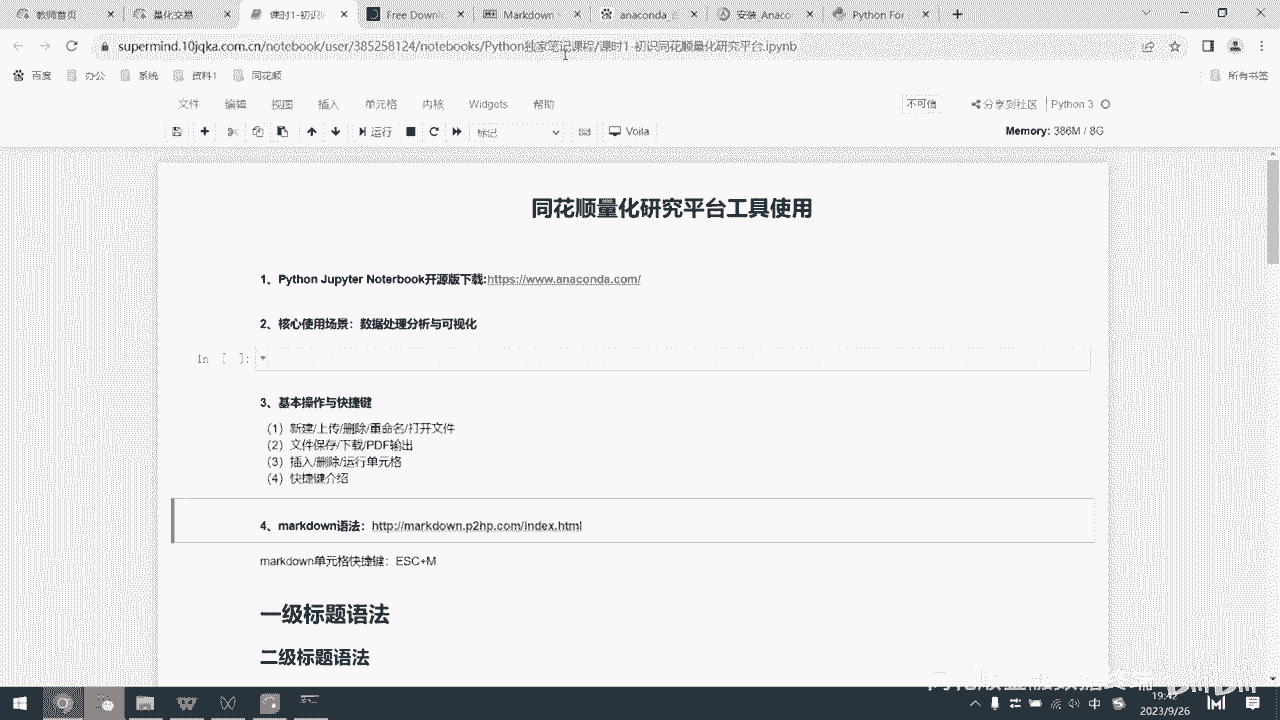 教师首页
量化交易
课时1-初识
Free Downl
Markdown
anaconda_
安装 Anaco
Python For
supermind.10jqka.com.cn/notebook/user/385258124/notebooks/Python独家笔记课程/课时1-初识同花顺量化研究平台.ipynb
百度 办公 系统 资料1 同花顺 所有书签
文件 编辑 视图 插入 单元格 内核 Widgets 帮助 不可信 分享到社区 Python 3
运行 标记 Voila Memory: 386M / 8G
同花顺量化研究平台工具使用
1、Python Jupyter Noterbook开源版下载:https://www.anaconda.com/
2、核心使用场景：数据处理分析与可视化
In [ ]:
3、基本操作与快捷键
（1）新建/上传/删除/重命名/打开文件
（2）文件保存/下载/PDF输出
（3）插入/删除/运行单元格
（4）快捷键介绍
4、markdown语法：http://markdown.p2hp.com/index.html
markdown单元格快捷键：ESC+M
一级标题语法
二级标题语法
中
2023/9/26